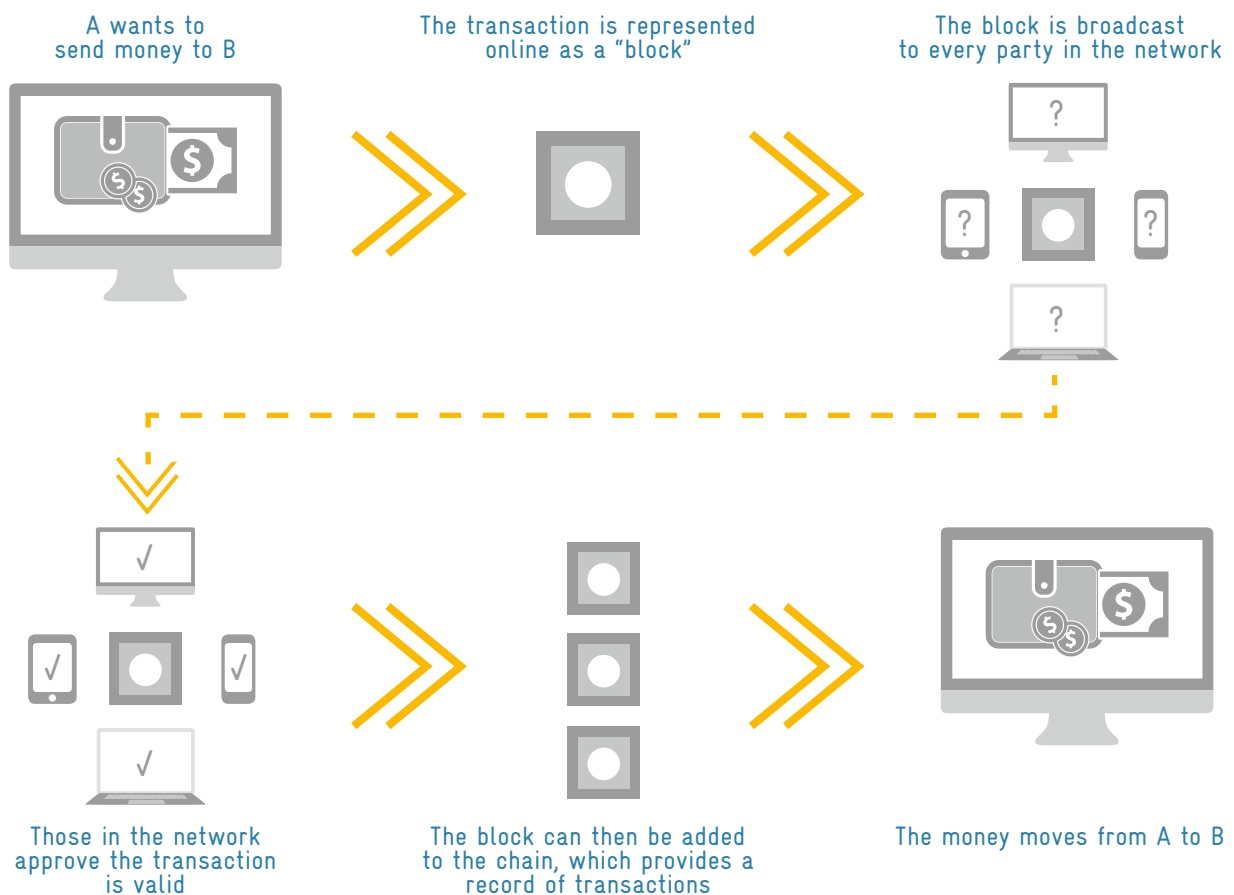 A wants to
send money to B
The transaction is represented
online as a “block”
The block is broadcast
to every party in the network
$
$
$
?
?
?
?
√
√
√
√
$
$
$
Those in the network
approve the transaction
is valid
The block can then be added
to the chain, which provides a
record of transactions
The money moves from A to B